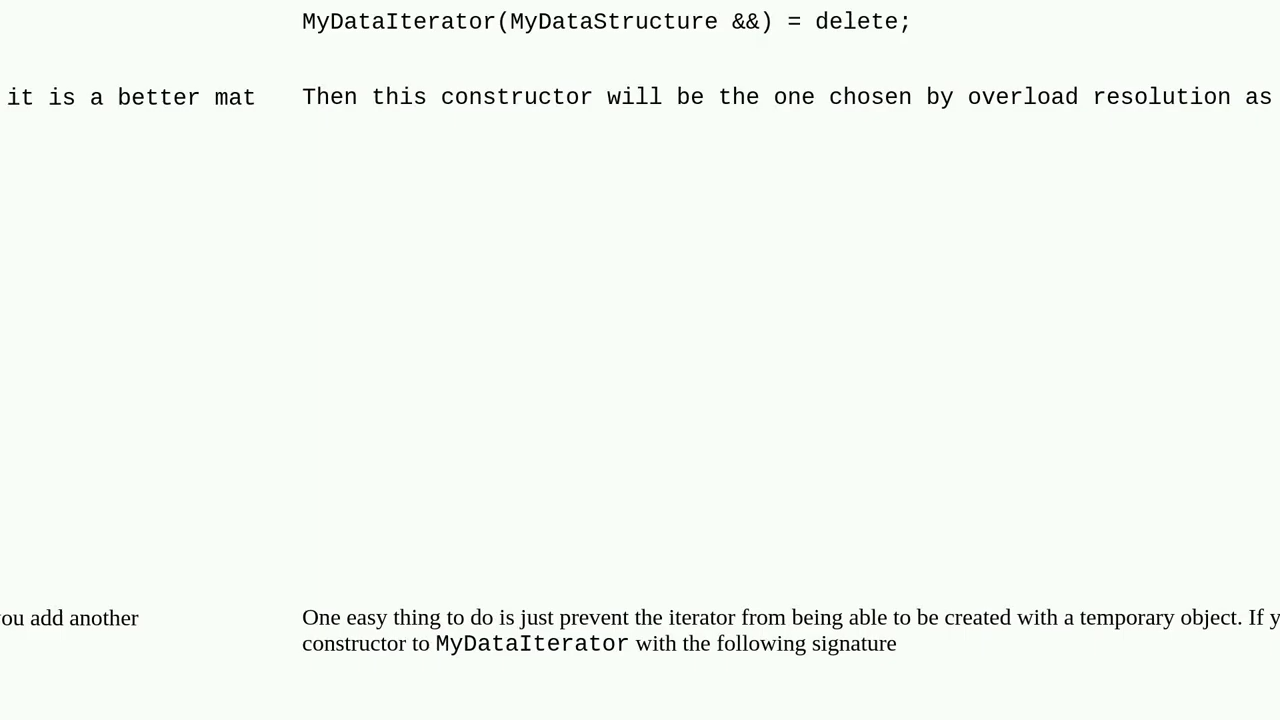 MyDataIterator(MyDataStructure &&) = delete;
Then this constructor will be the one chosen by overload resolution as it is a better mat
One easy thing to do is just prevent the iterator from being able to be created with a temporary object. If you add another
constructor to MyDataIterator with the following signature